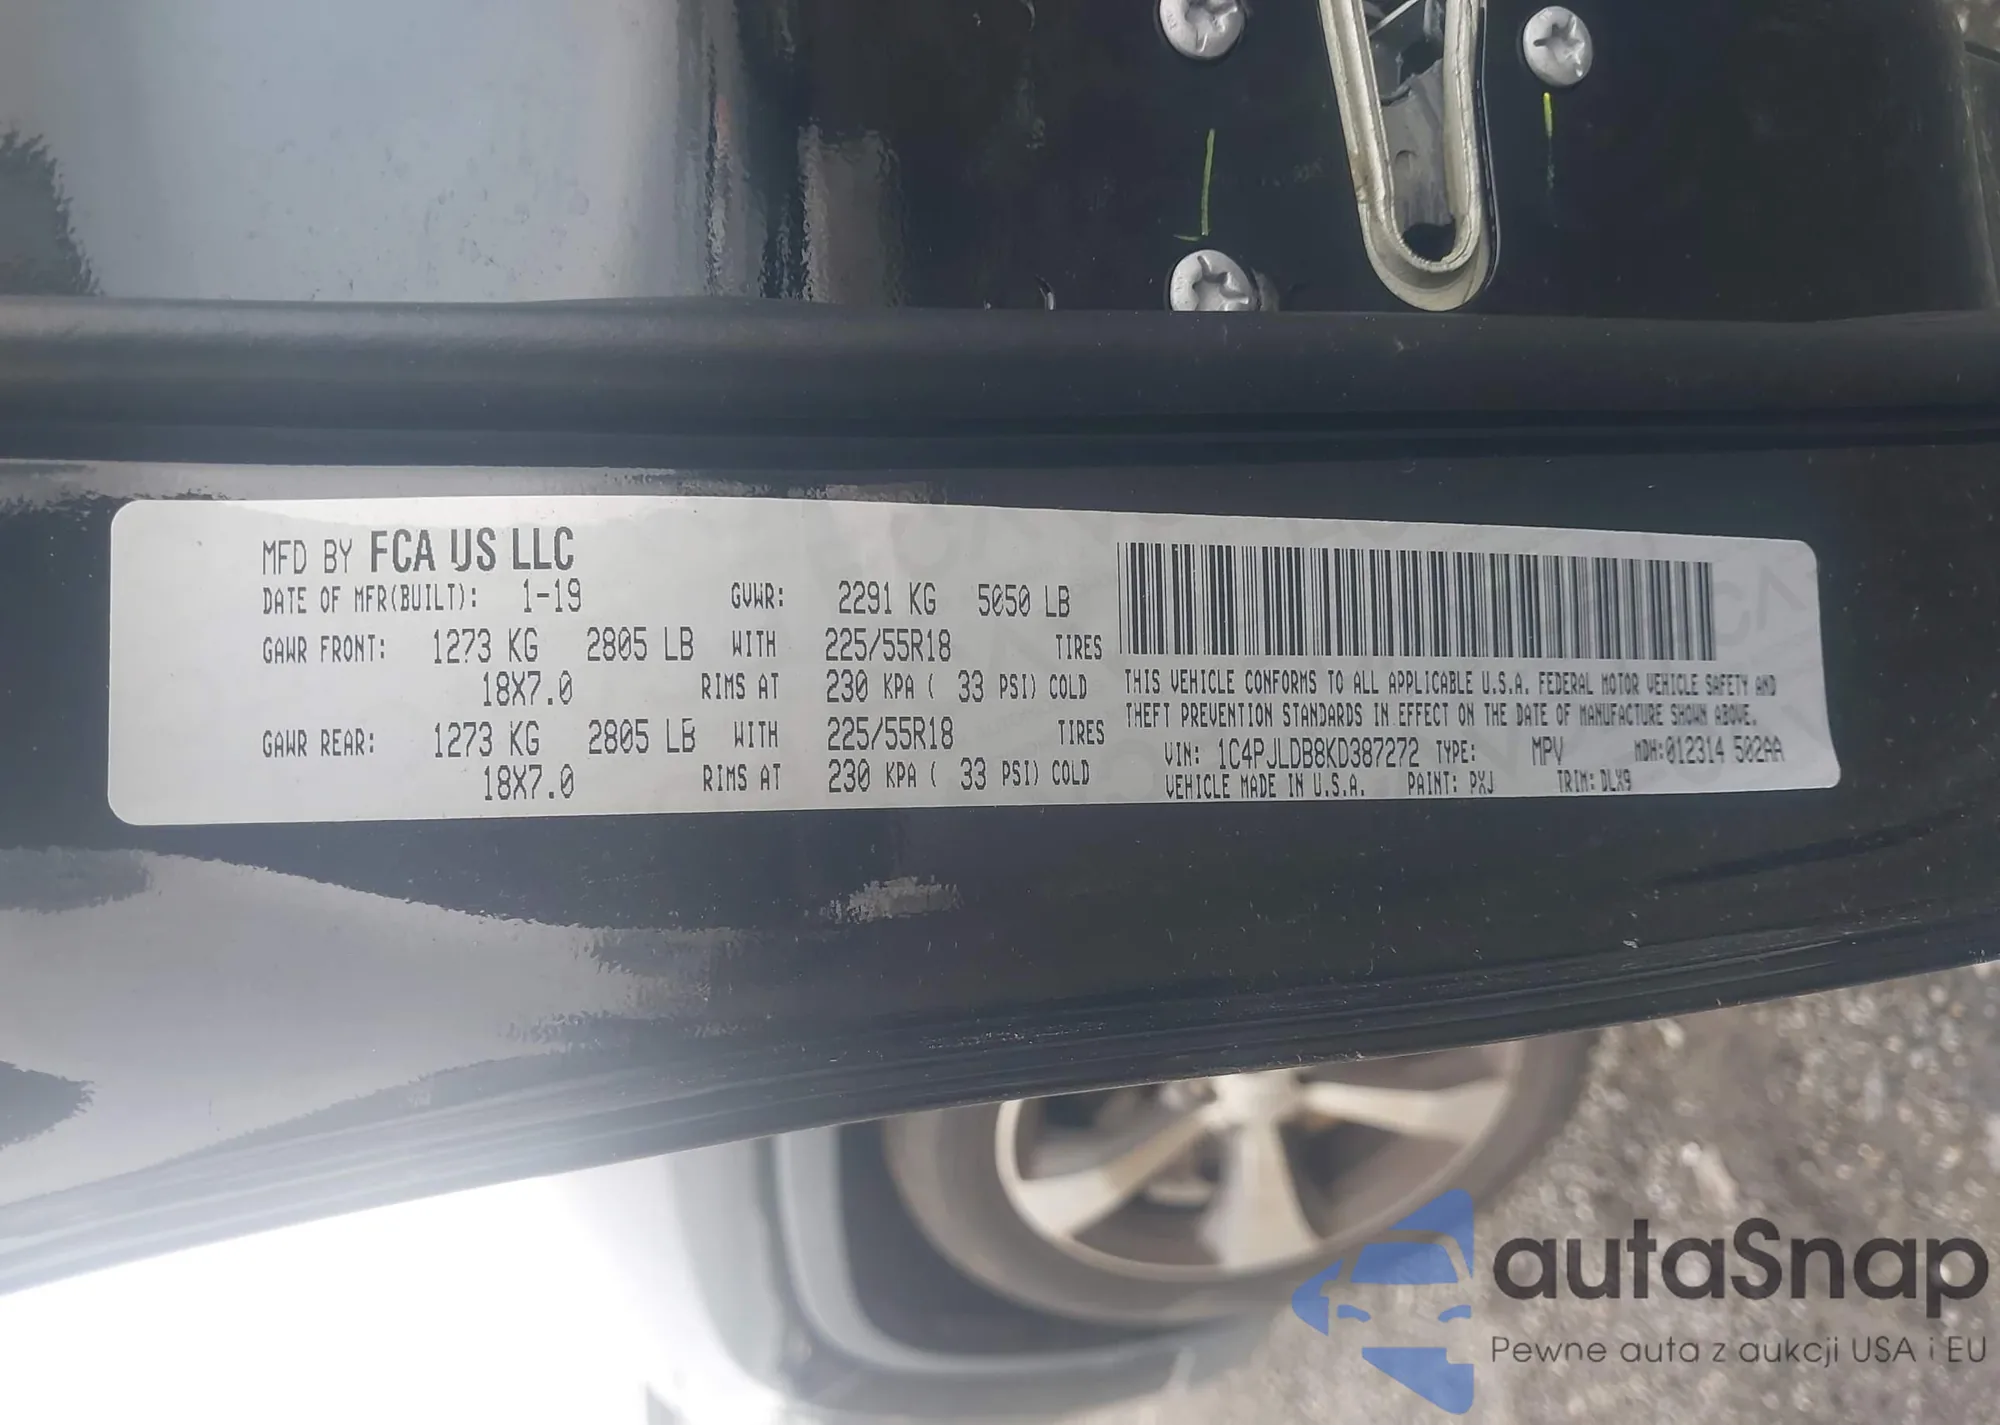 MFD BY FCA US LLC
DATE OF MFR(BUILT): 1-19 GVWR: 2291 KG 5050 LB
GAWR FRONT: 1273 KG 2805 LB WITH 225/55R18 TIRES
18X7.0 RIMS AT 230 KPA ( 33 PSI) COLD
GAWR REAR: 1273 KG 2805 LB WITH 225/55R18 TIRES
18X7.0 RIMS AT 230 KPA ( 33 PSI) COLD
THIS VEHICLE CONFORMS TO ALL APPLICABLE U.S.A. FEDERAL MOTOR VEHICLE SAFETY AND
THEFT PREVENTION STANDARDS IN EFFECT ON THE DATE OF MANUFACTURE SHOWN ABOVE.
VIN: 1C4PJLDB8KD387272 TYPE: MPV MDH:012314 502AA
VEHICLE MADE IN U.S.A. PAINT: PXJ TRIM: DLX9
autaSnap
Pewne auta z aukcji USA i EU